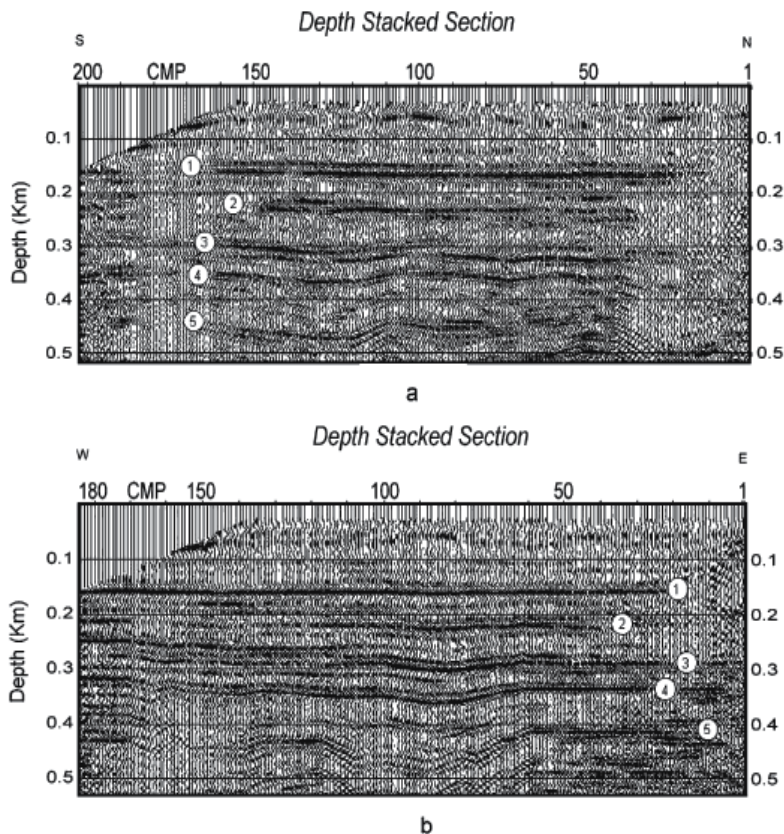 Depth Stacked Section
S N
200 CMP 150 100 50 1
0.1 0.1
1
0.2 0.2
2
3
0.3 0.3
4
0.4 0.4
5
0.5 0.5
Depth (Km)
a
Depth Stacked Section
W E
180 CMP 150 100 50 1
0.1 0.1
1
0.2 0.2
2
3
0.3 0.3
4
0.4 0.4
5
0.5 0.5
Depth (Km)
b